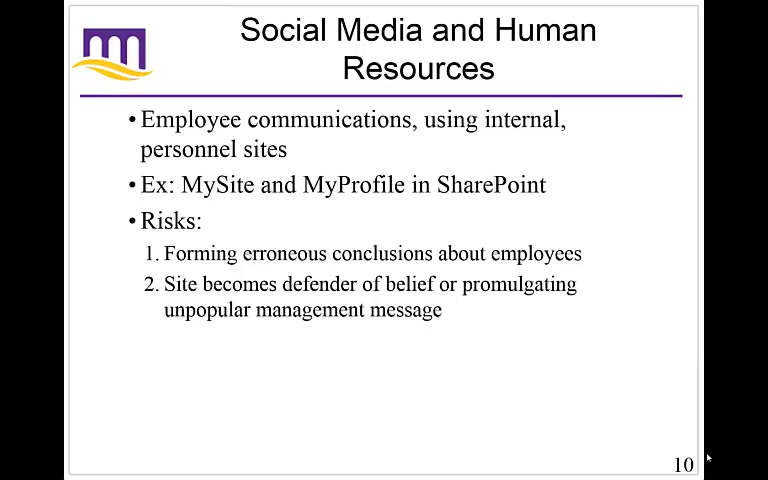 Social Media and Human
Resources
• Employee communications, using internal,
personnel sites
• Ex: MySite and MyProfile in SharePoint
• Risks:
1. Forming erroneous conclusions about employees
2. Site becomes defender of belief or promulgating
unpopular management message
10